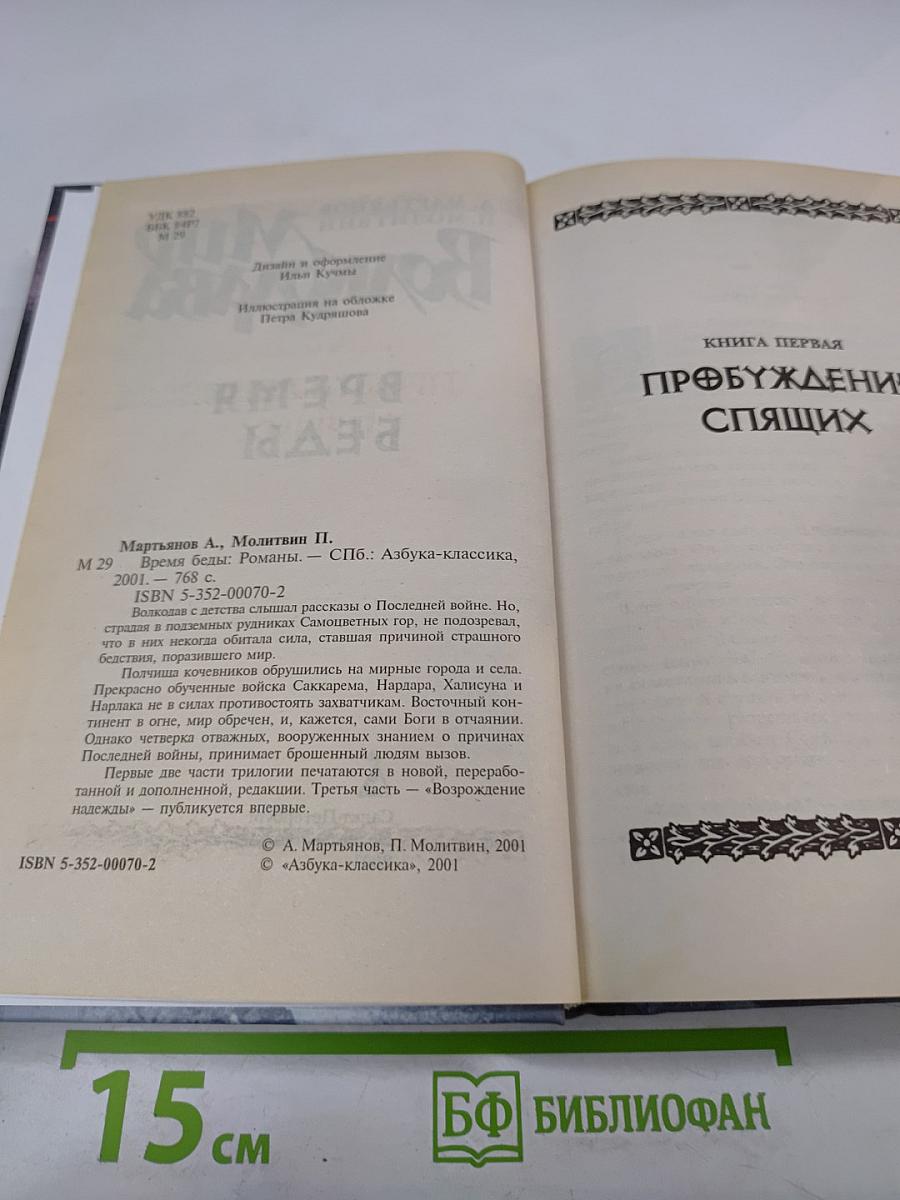 УДК 882
ББК 84Р7
М 29
Дизайн и оформление
Ильи Кучмы
Иллюстрация на обложке
Петра Кудряшова
Мартьянов А., Молитвин П.
М 29 Время беды: Романы. — СПб.: Азбука-классика,
2001. — 768 с.
ISBN 5-352-00070-2
Волкодав с детства слышал рассказы о Последней войне. Но,
страдая в подземных рудниках Самоцветных гор, не подозревал,
что в них некогда обитала сила, ставшая причиной страшного
бедствия, поразившего мир.
Полчища кочевников обрушились на мирные города и села.
Прекрасно обученные войска Саккарема, Нардара, Халисуна и
Нарлака не в силах противостоять захватчикам. Восточный кон-
тинент в огне, мир обречен, и, кажется, сами Боги в отчаянии.
Однако четверка отважных, вооруженных знанием о причинах
Последней войны, принимает брошенный людям вызов.
Первые две части трилогии печатаются в новой, перерабо-
танной и дополненной, редакции. Третья часть — «Возрождение
надежды» — публикуется впервые.
© А. Мартьянов, П. Молитвин, 2001
ISBN 5-352-00070-2 © «Азбука-классика», 2001
КНИГА ПЕРВАЯ
ПРОБУЖДЕНИ
СПЯЩИХ
15 см
БФ БИБЛИОФАН